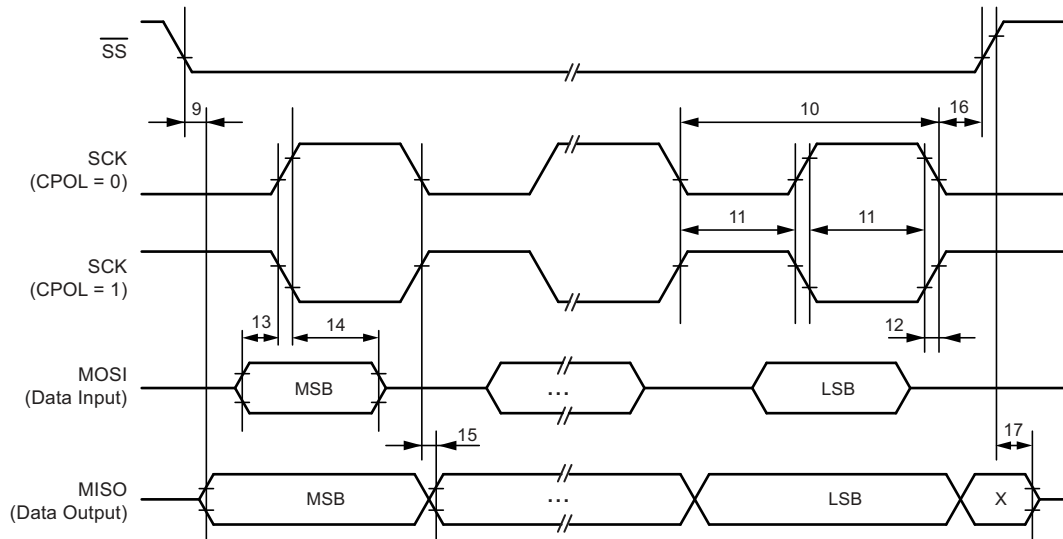 SS
9
10
16
SCK
(CPOL = 0)
11
11
SCK
(CPOL = 1)
13
14
12
MOSI
(Data Input)
MSB
...
LSB
15
17
MISO
(Data Output)
MSB
...
LSB
X